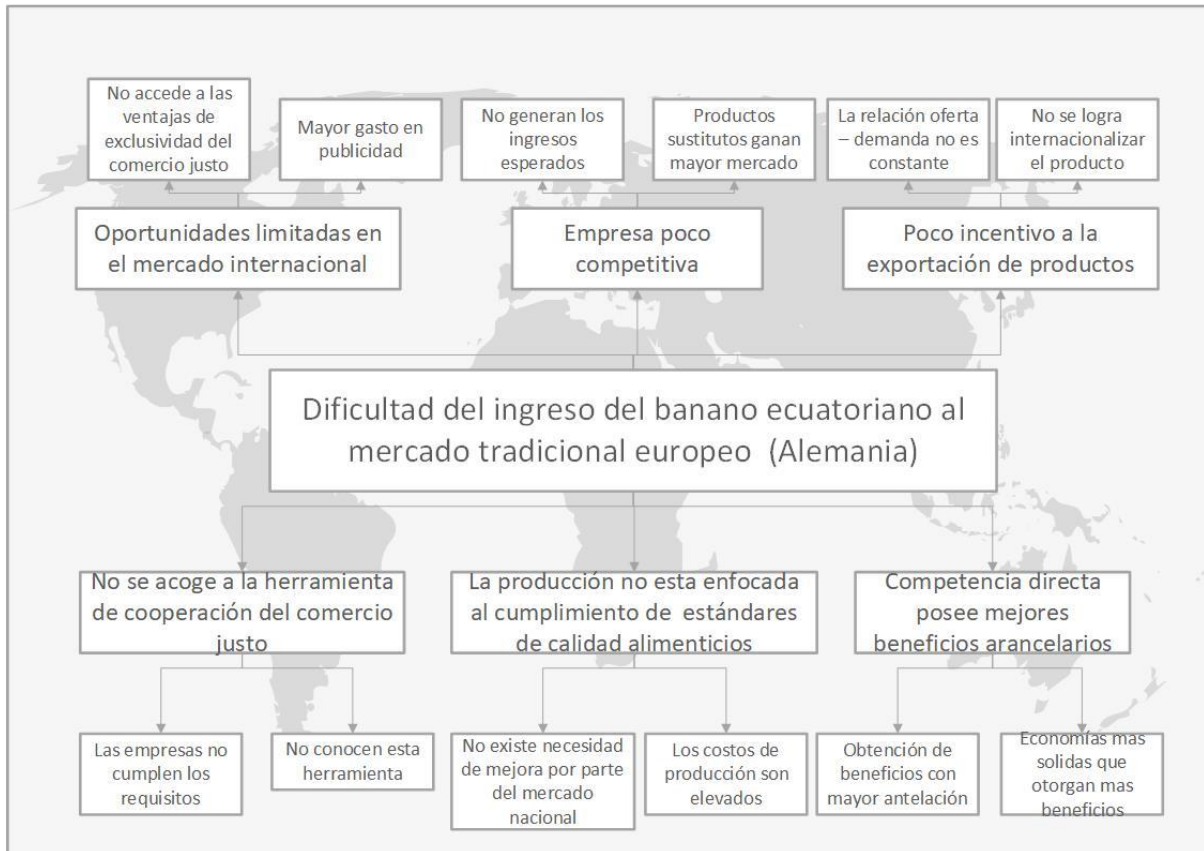 No accede a las
ventajas de
exclusividad del
comercio justo
Mayor gasto en
publicidad
No generan los
ingresos
esperados
Productos
sustitutos ganan
mayor mercado
La relación oferta
– demanda no es
constante
No se logra
internacionalizar
el producto
Oportunidades limitadas en
el mercado internacional
Empresa poco
competitiva
Poco incentivo a la
exportación de productos
Dificultad del ingreso del banano ecuatoriano al
mercado tradicional europeo (Alemania)
No se acoge a la herramienta
de cooperación del comercio
justo
La producción no esta enfocada
al cumplimiento de estándares
de calidad alimenticios
Competencia directa
posee mejores
beneficios arancelarios
Las empresas no
cumplen los
requisitos
No conocen esta
herramienta
No existe necesidad
de mejora por parte
del mercado
nacional
Los costos de
producción son
elevados
Obtención de
beneficios con
mayor antelación
Economías mas
solidas que
otorgan mas
beneficios